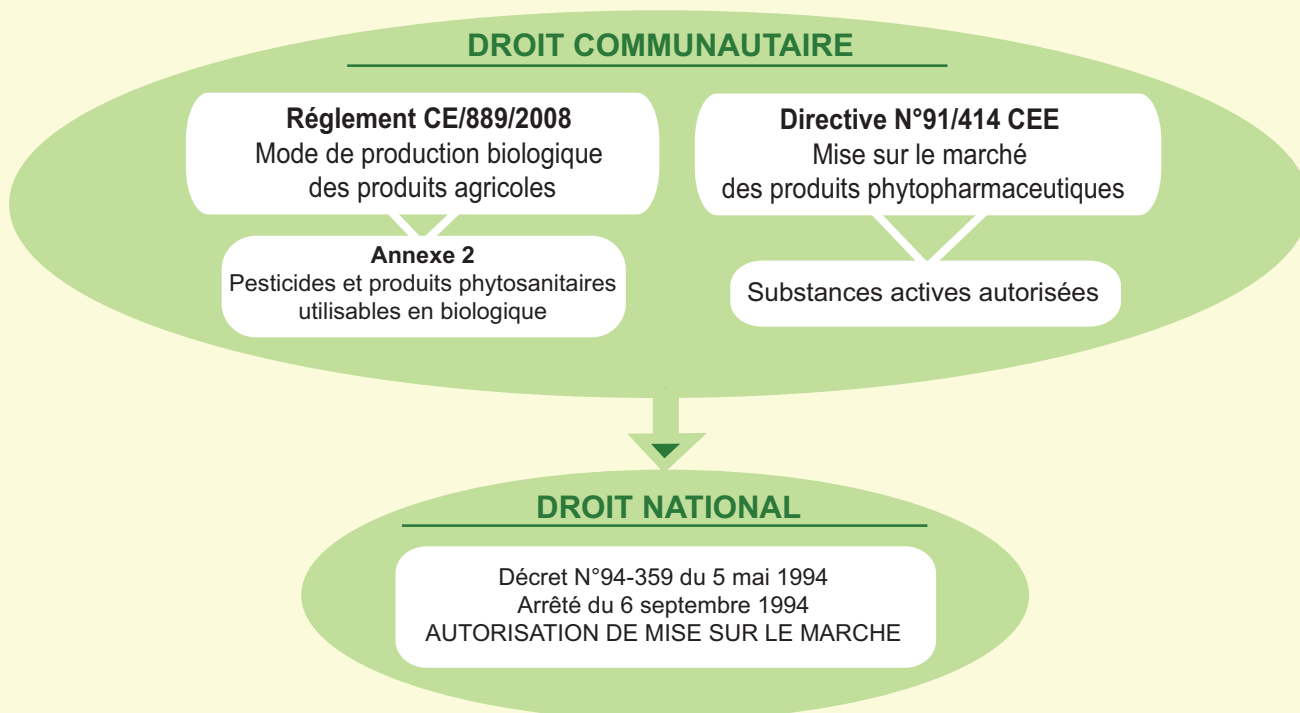 DROIT COMMUNAUTAIRE
Réglement CE/889/2008
Mode de production biologique
des produits agricoles
Annexe 2
Pesticides et produits phytosanitaires
utilisables en biologique
Directive N°91/414 CEE
Mise sur le marché
des produits phytopharmaceutiques
Substances actives autorisées
DROIT NATIONAL
Décret N°94-359 du 5 mai 1994
Arrêté du 6 septembre 1994
AUTORISATION DE MISE SUR LE MARCHE